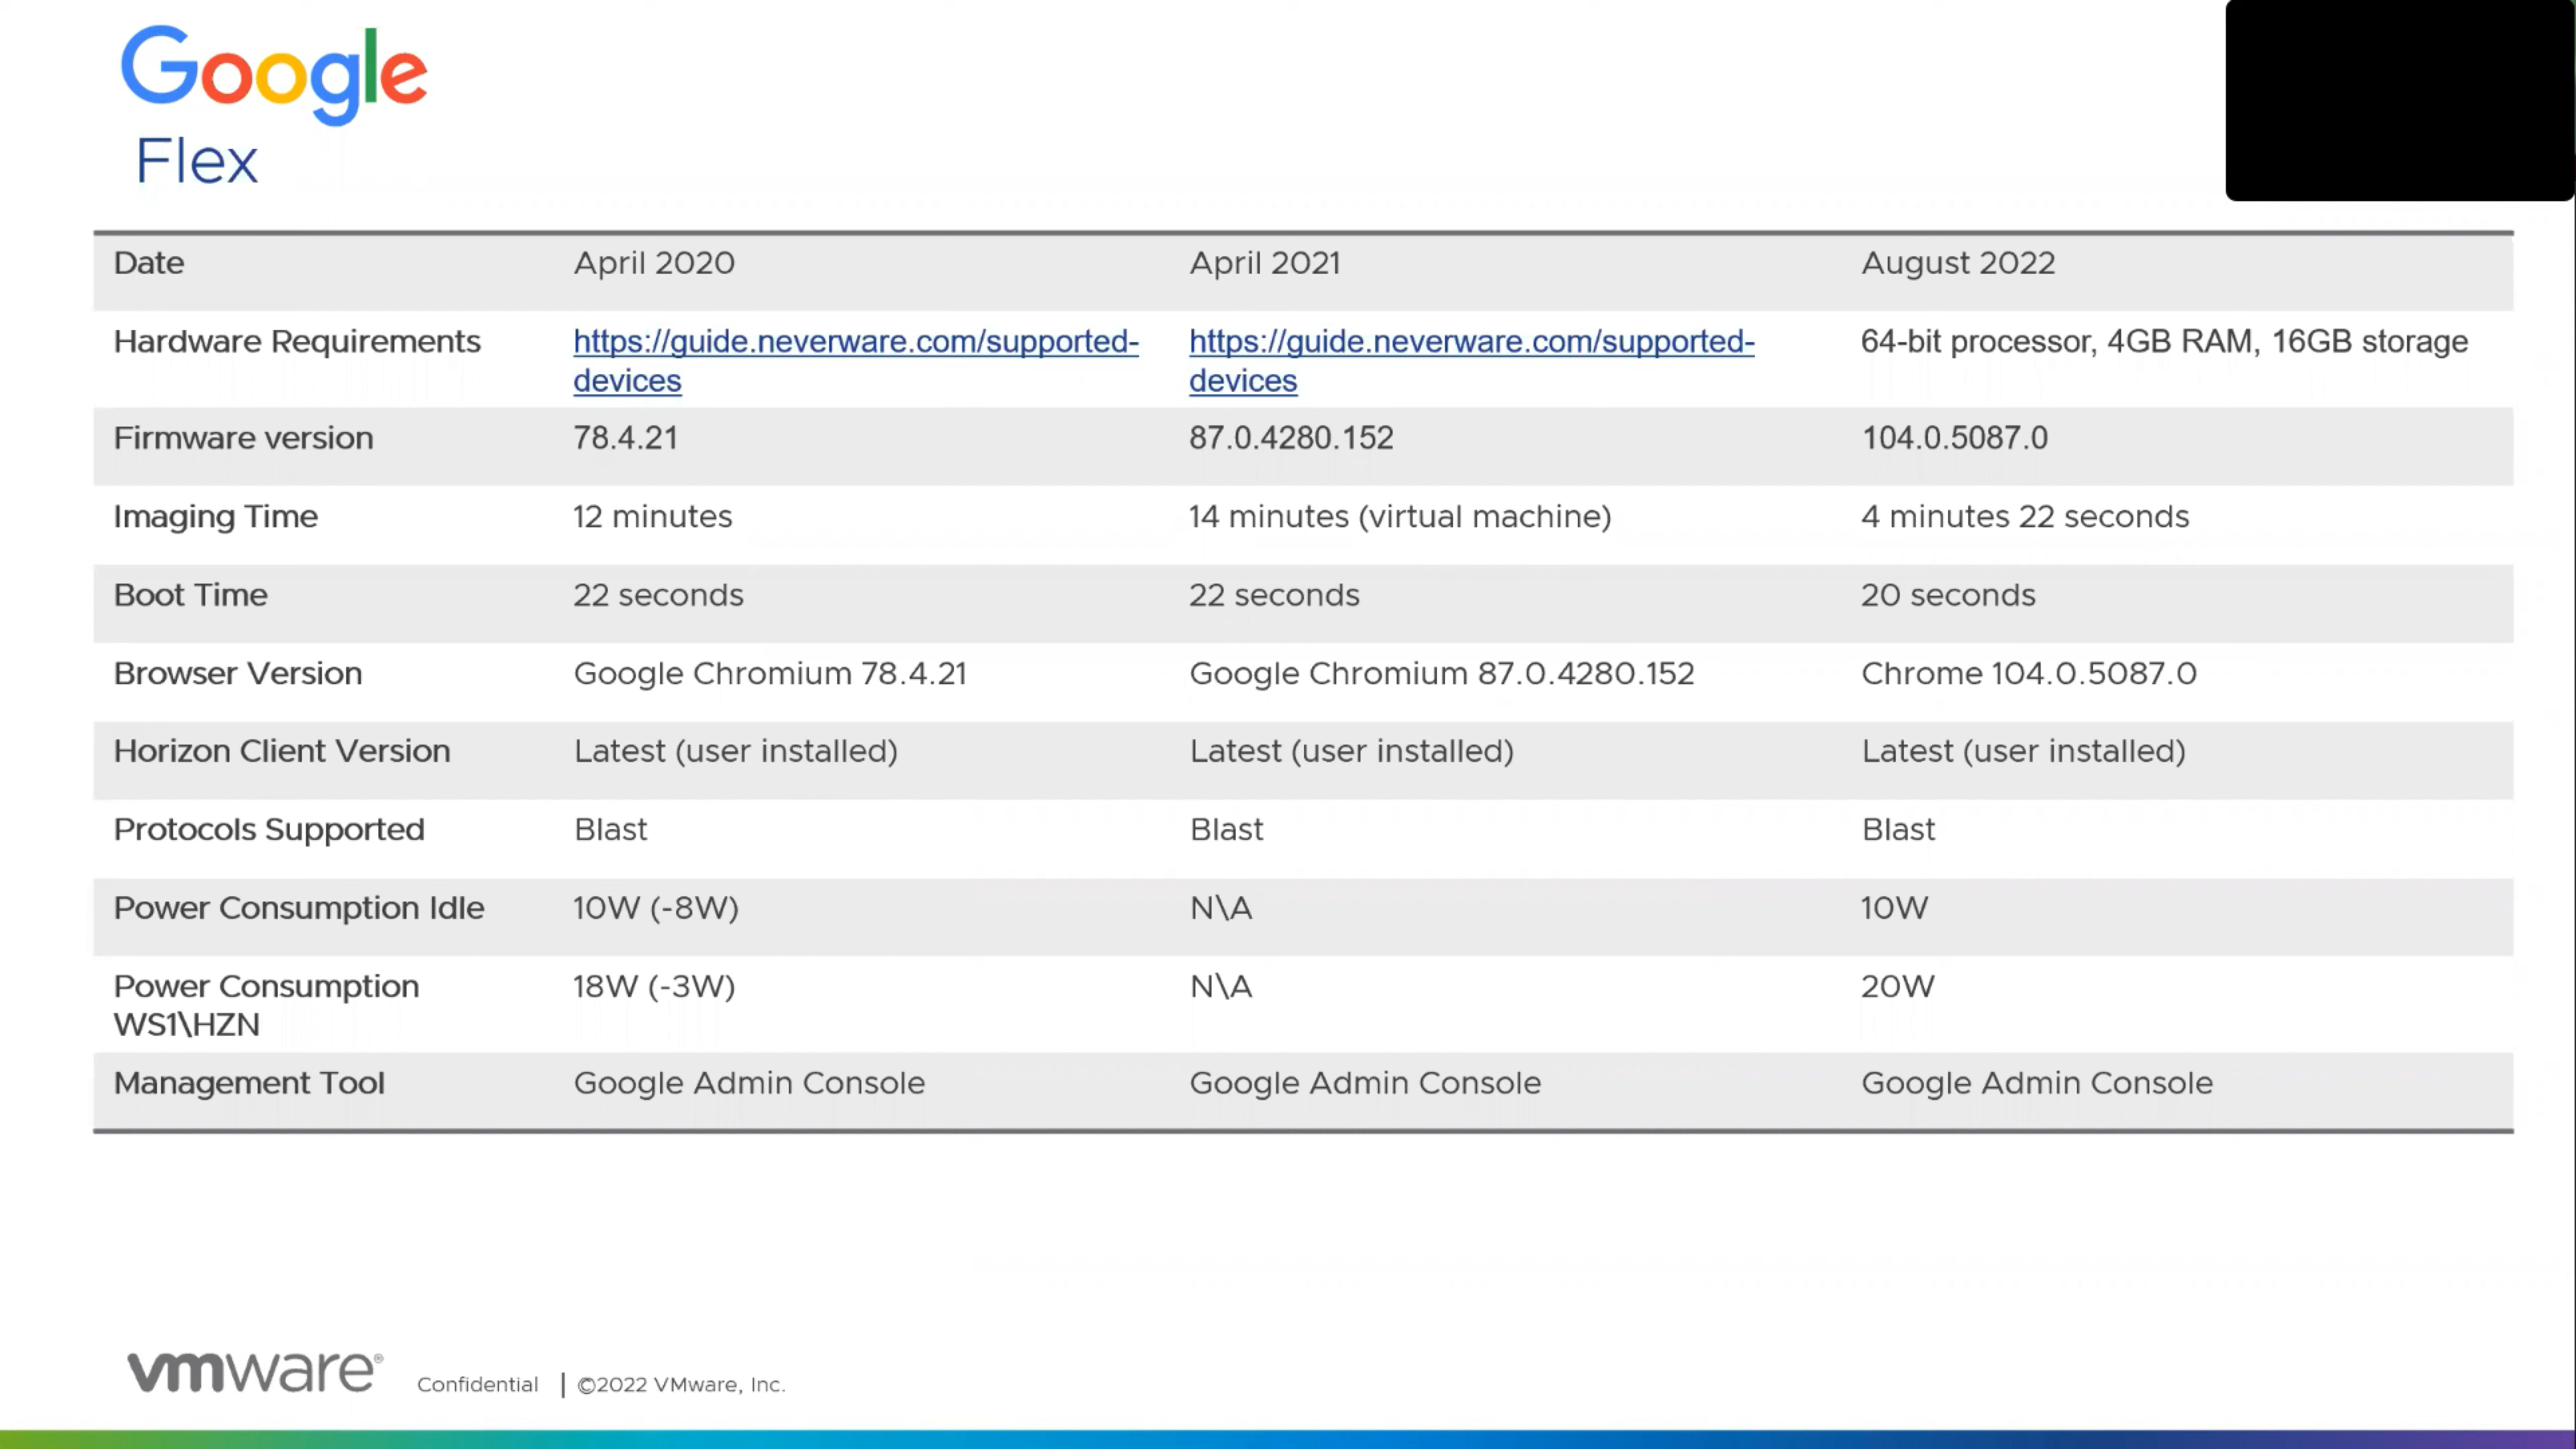 Google
Flex
Date April 2020 April 2021 August 2022
Hardware Requirements https://guide.neverware.com/supported- https://guide.neverware.com/supported- 64-bit processor, 4GB RAM, 16GB storage
devices devices
Firmware version 78.4.21 87.0.4280.152 104.0.5087.0
Imaging Time 12 minutes 14 minutes (virtual machine) 4 minutes 22 seconds
Boot Time 22 seconds 22 seconds 20 seconds
Browser Version Google Chromium 78.4.21 Google Chromium 87.0.4280.152 Chrome 104.0.5087.0
Horizon Client Version Latest (user installed) Latest (user installed) Latest (user installed)
Protocols Supported Blast Blast Blast
Power Consumption Idle 10W (-8W) N\A 10W
Power Consumption 18W (-3W) N\A 20W
WS1\HZN
Management Tool Google Admin Console Google Admin Console Google Admin Console
vmware® Confidential | ©2022 VMware, Inc.